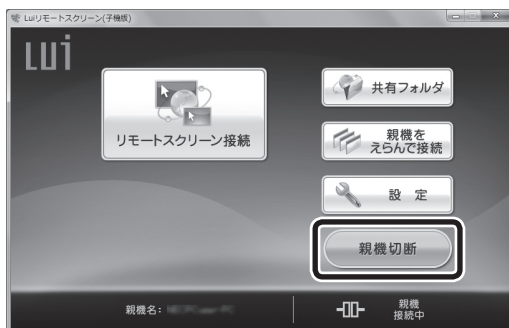 Luiリモートスクリーン(子機版)
LUi
リモートスクリーン接続
共有フォルダ
親機を
えらんで接続
設 定
親機切断
親機名:
親機
接続中